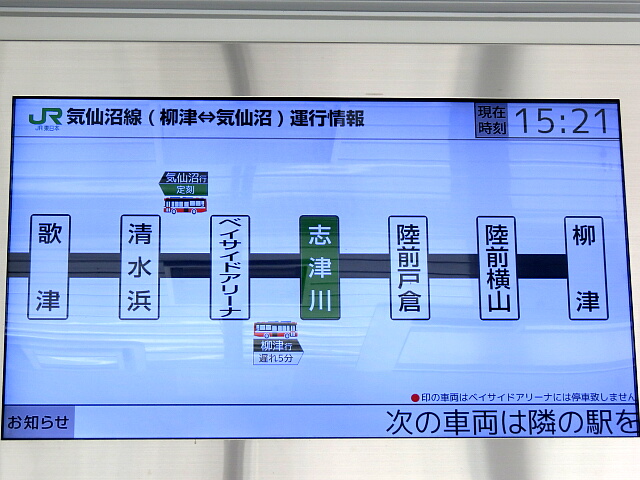 JR 気仙沼線(柳津⇔気仙沼)運行情報
JR東日本
現在時刻 15:21
気仙沼行
定刻
歌津
清水浜
ベイサイドアリーナ
志津川
陸前戸倉
陸前横山
柳津
柳津行
遅れ5分
●印の車両はベイサイドアリーナには停車致しません
お知らせ 次の車両は隣の駅を